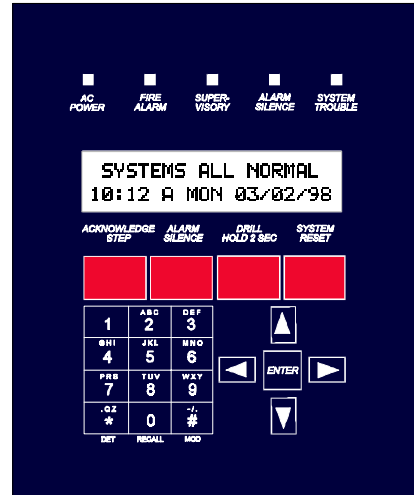 AC POWER
FIRE ALARM
SUPER-VISORY
ALARM SILENCE
SYSTEM TROUBLE
SYSTEMS ALL NORMAL
10:12 A MON 03/02/98
ACKNOWLEDGE STEP
ALARM SILENCE
DRILL HOLD 2 SEC
SYSTEM RESET
1
ABC
2
DEF
3
GHI
4
JKL
5
MNO
6
PRS
7
TUV
8
WXY
9
.QZ
*
0
-/.
#
DET
RECALL
MOD
ENTER